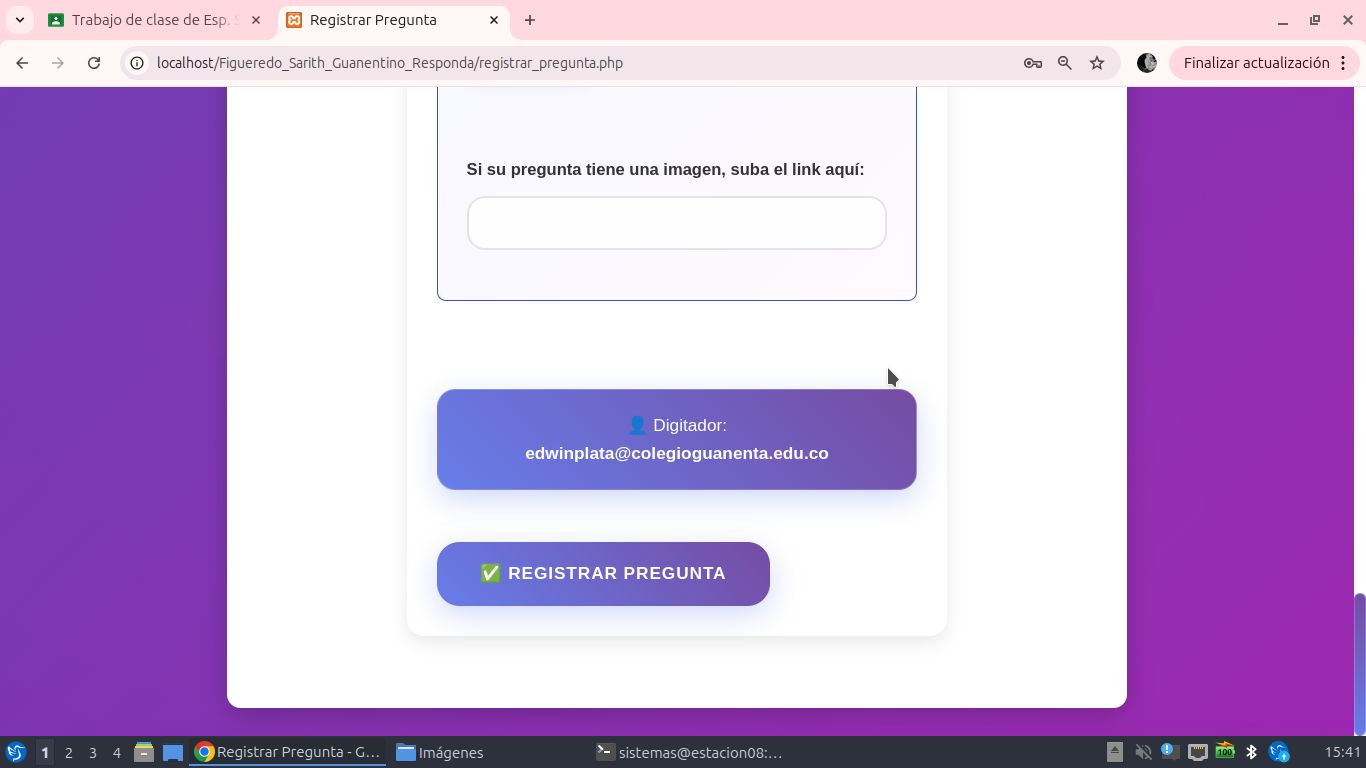 Trabajo de clase de Esp. S
Registrar Pregunta
localhost/Figueredo_Sarith_Guanentino_Responda/registrar_pregunta.php
Finalizar actualización
Si su pregunta tiene una imagen, suba el link aquí:
👤 Digitador:
edwinplata@colegioguanenta.edu.co
✅ REGISTRAR PREGUNTA
1 2 3 4 Registrar Pregunta - G... Imágenes sistemas@estacion08:... 100 15:41